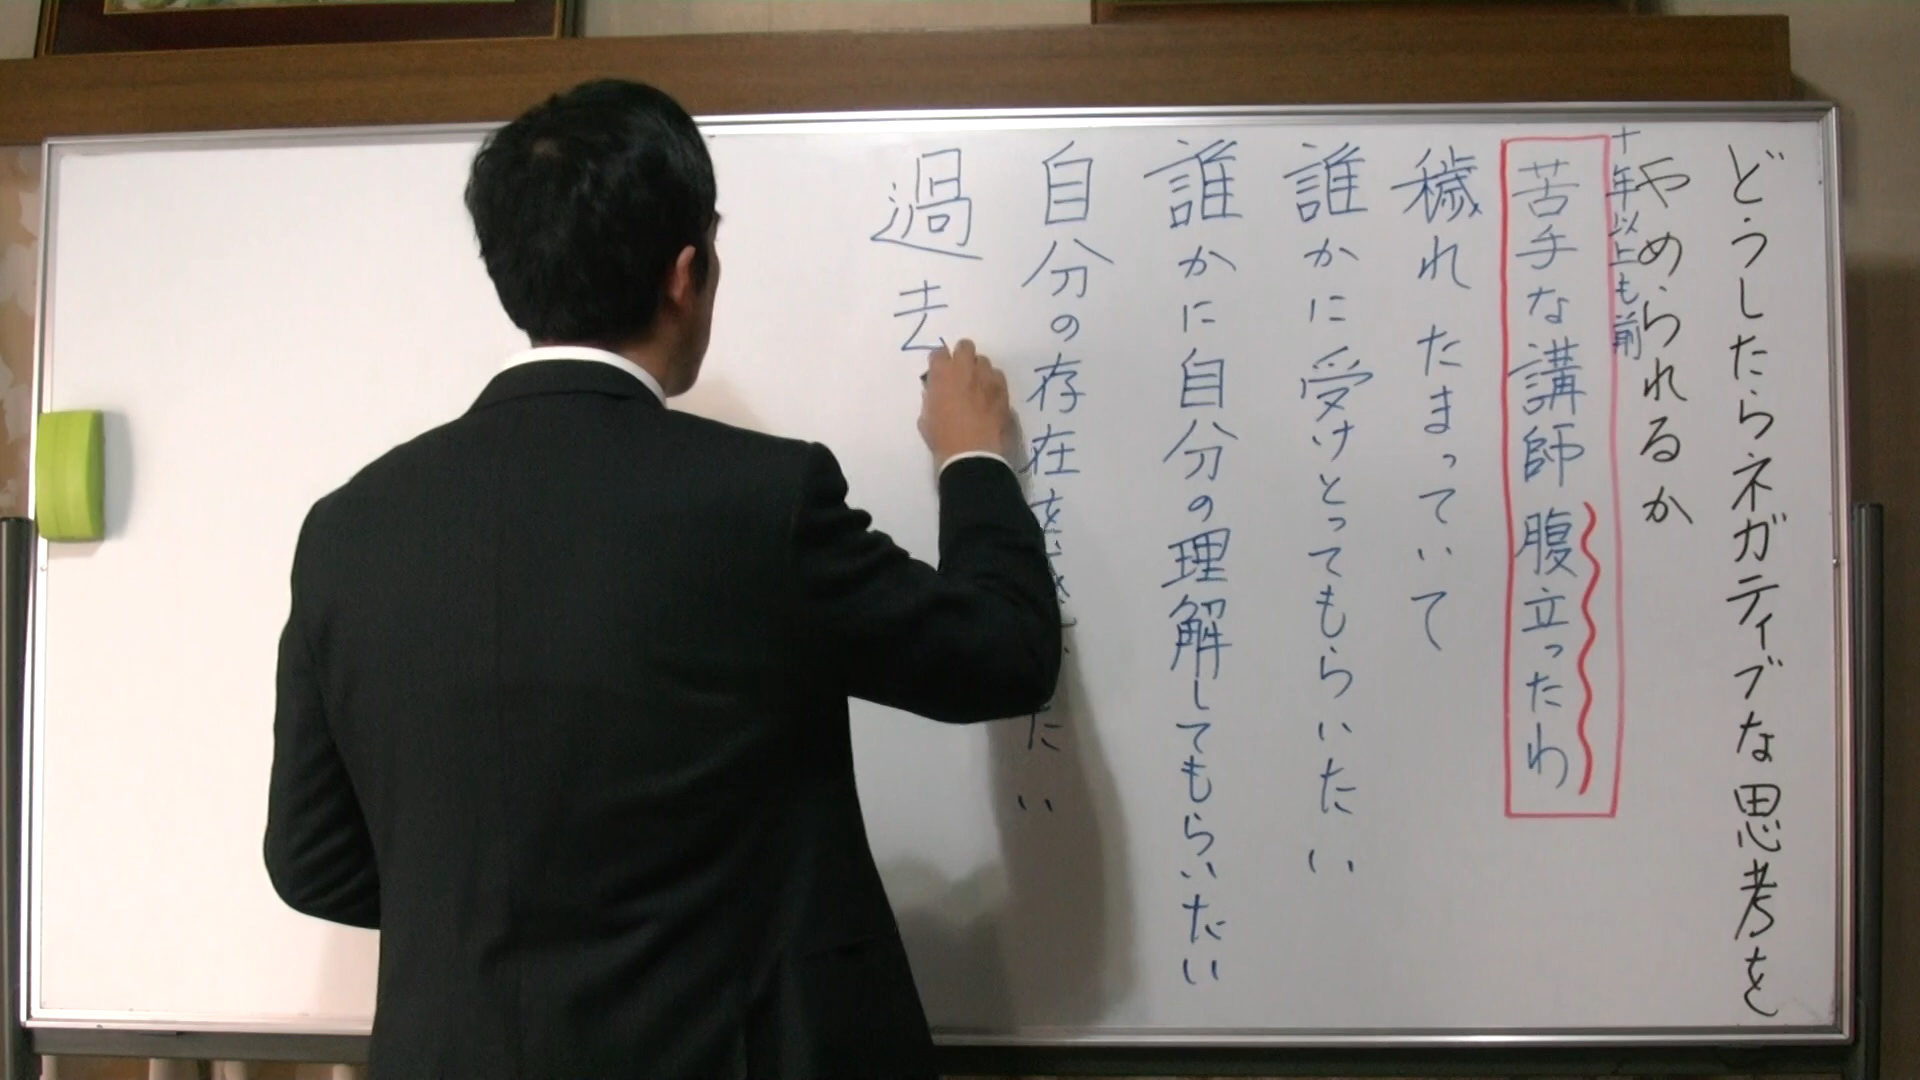 どうしたらネガティブな思考を
やめられるか
十年以上も前
苦手な講師 腹立ったわ
穢れ たまっていて
誰かに受けとってもらいたい
誰かに自分の理解してもらいたい
自分の存在を
たい
過去